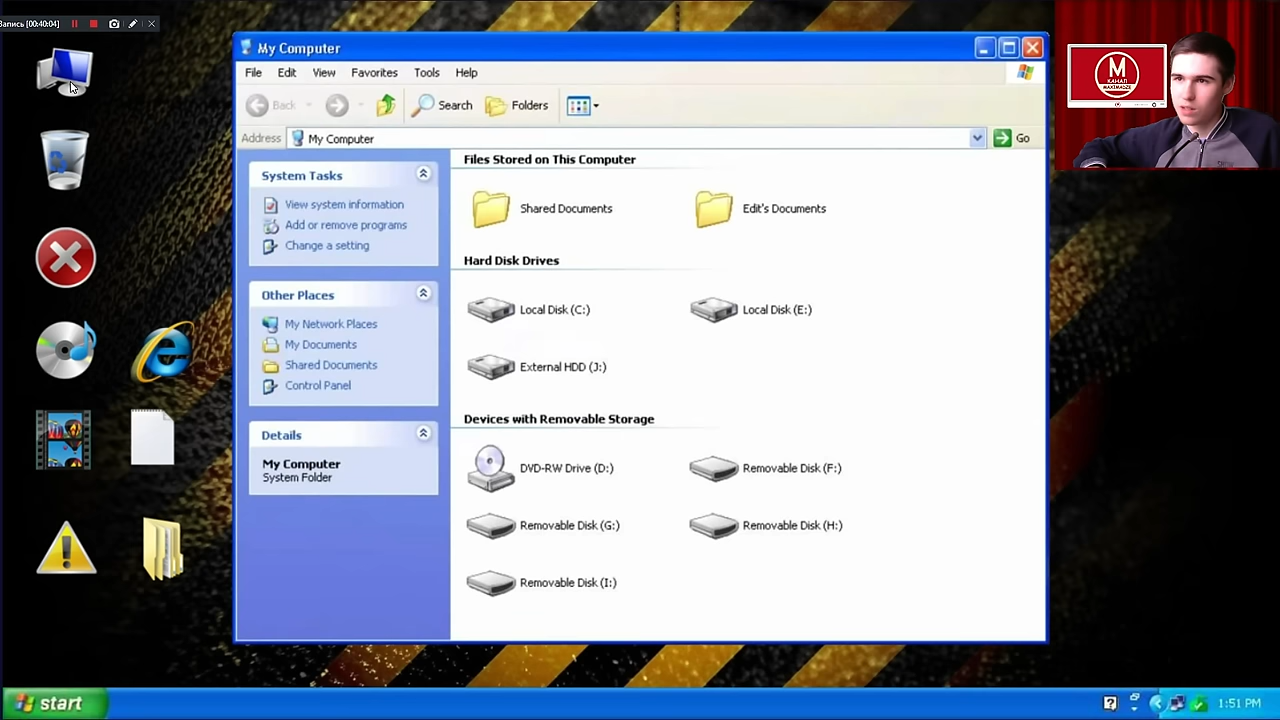 Запись [00:40:04]
My Computer
File Edit View Favorites Tools Help
Back Search Folders
Address My Computer Go
System Tasks
View system information
Add or remove programs
Change a setting
Other Places
My Network Places
My Documents
Shared Documents
Control Panel
Details
My Computer
System Folder
Files Stored on This Computer
Shared Documents Edit's Documents
Hard Disk Drives
Local Disk (C:) Local Disk (E:)
External HDD (J:)
Devices with Removable Storage
DVD-RW Drive (D:) Removable Disk (F:)
Removable Disk (G:) Removable Disk (H:)
Removable Disk (I:)
М
КАНАЛ
MAXIMASZE
start
1:51 PM